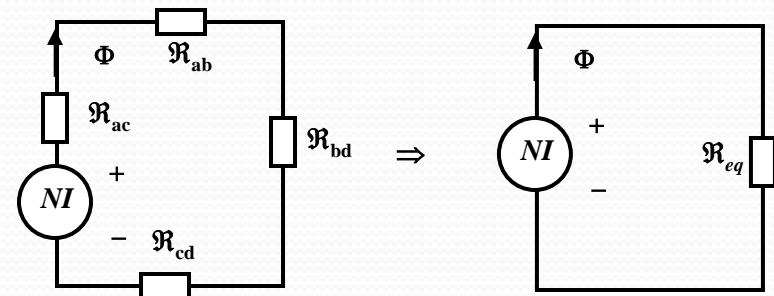 Φ
ℜab
ℜac
+
NI
−
ℜcd
ℜbd
⇒
Φ
+
NI
−
ℜeq